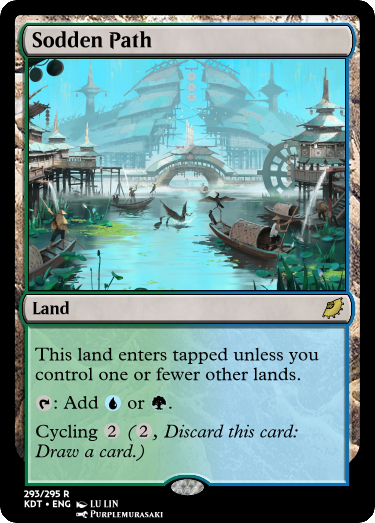 Sodden Path
Land
This land enters tapped unless you
control one or fewer other lands.
: Add or .
Cycling 2 (2, Discard this card:
Draw a card.)
293/295 R
KDT • ENG LU LIN
PURPLEMURASAKI